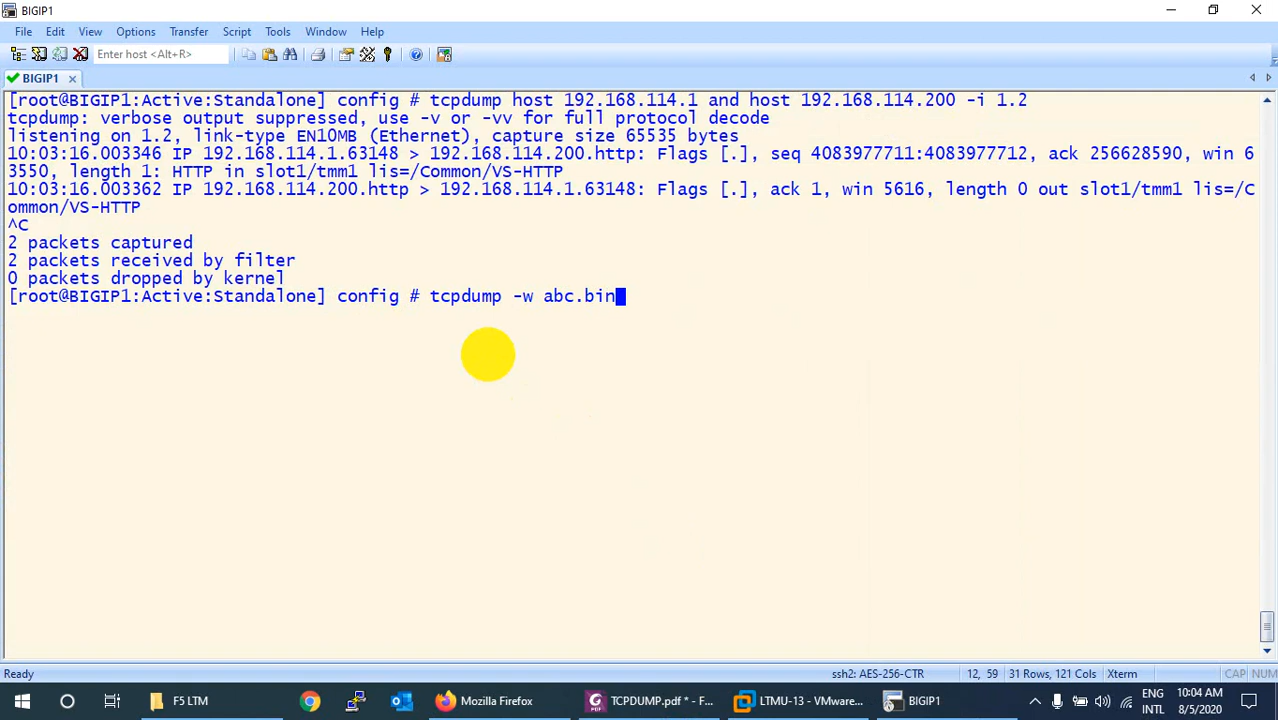 BIGIP1
File Edit View Options Transfer Script Tools Window Help
Enter host <Alt+R>
BIGIP1
[root@BIGIP1:Active:Standalone] config # tcpdump host 192.168.114.1 and host 192.168.114.200 -i 1.2
tcpdump: verbose output suppressed, use -v or -vv for full protocol decode
listening on 1.2, link-type EN10MB (Ethernet), capture size 65535 bytes
10:03:16.003346 IP 192.168.114.1.63148 > 192.168.114.200.http: Flags [.], seq 4083977711:4083977712, ack 256628590, win 6
3550, length 1: HTTP in slot1/tmm1 lis=/Common/VS-HTTP
10:03:16.003362 IP 192.168.114.200.http > 192.168.114.1.63148: Flags [.], ack 1, win 5616, length 0 out slot1/tmm1 lis=/C
ommon/VS-HTTP
^C
2 packets captured
2 packets received by filter
0 packets dropped by kernel
[root@BIGIP1:Active:Standalone] config # tcpdump -w abc.bin
Ready ssh2: AES-256-CTR 12, 59 31 Rows, 121 Cols Xterm CAP NUM
F5 LTM Mozilla Firefox TCPDUMP.pdf * - F... LTMU-13 - VMware... BIGIP1 ENG 10:04 AM
INTL 8/5/2020